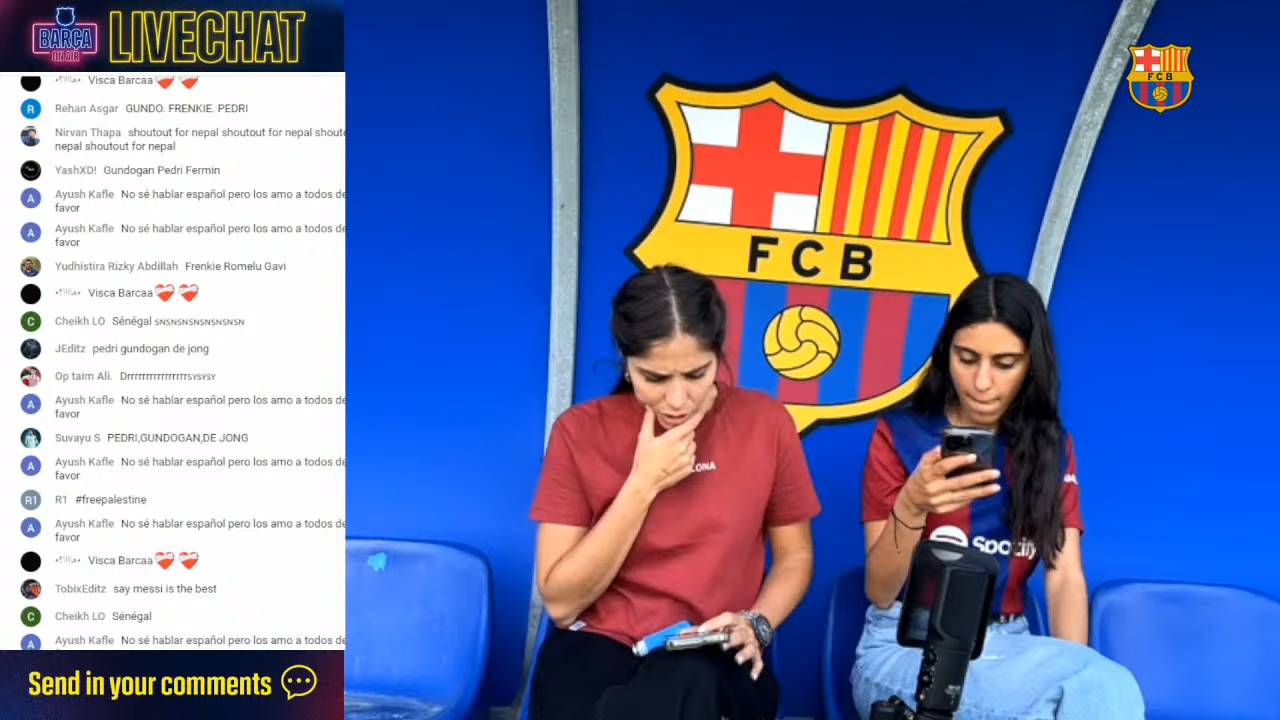 BARÇA
ON AIR
LIVECHAT
Visca Barcaa
Rehan Asgar GUNDO. FRENKIE. PEDRI
Nirvan Thapa shoutout for nepal shoutout for nepal shout
nepal shoutout for nepal
YashXD! Gundogan Pedri Fermin
A Ayush Kafle No sé hablar español pero los amo a todos de
favor
A Ayush Kafle No sé hablar español pero los amo a todos de
favor
Yudhistira Rizky Abdillah Frenkie Romelu Gavi
Visca Barcaa
C Cheikh LO Sénégal SNSNSNSNSNSNSNSN
JEditz pedri gundogan de jong
Op taim Ali. Drrrrrrrrrrrrrrrrsysysy
A Ayush Kafle No sé hablar español pero los amo a todos de
favor
Suvayu S PEDRI,GUNDOGAN,DE JONG
A Ayush Kafle No sé hablar español pero los amo a todos de
favor
R1 R1 #freepalestine
A Ayush Kafle No sé hablar español pero los amo a todos de
favor
Visca Barcaa
TobixEditz say messi is the best
C Cheikh LO Sénégal
A Ayush Kafle No sé hablar español pero los amo a todos de
Send in your comments
FCB
FCB
Spotify